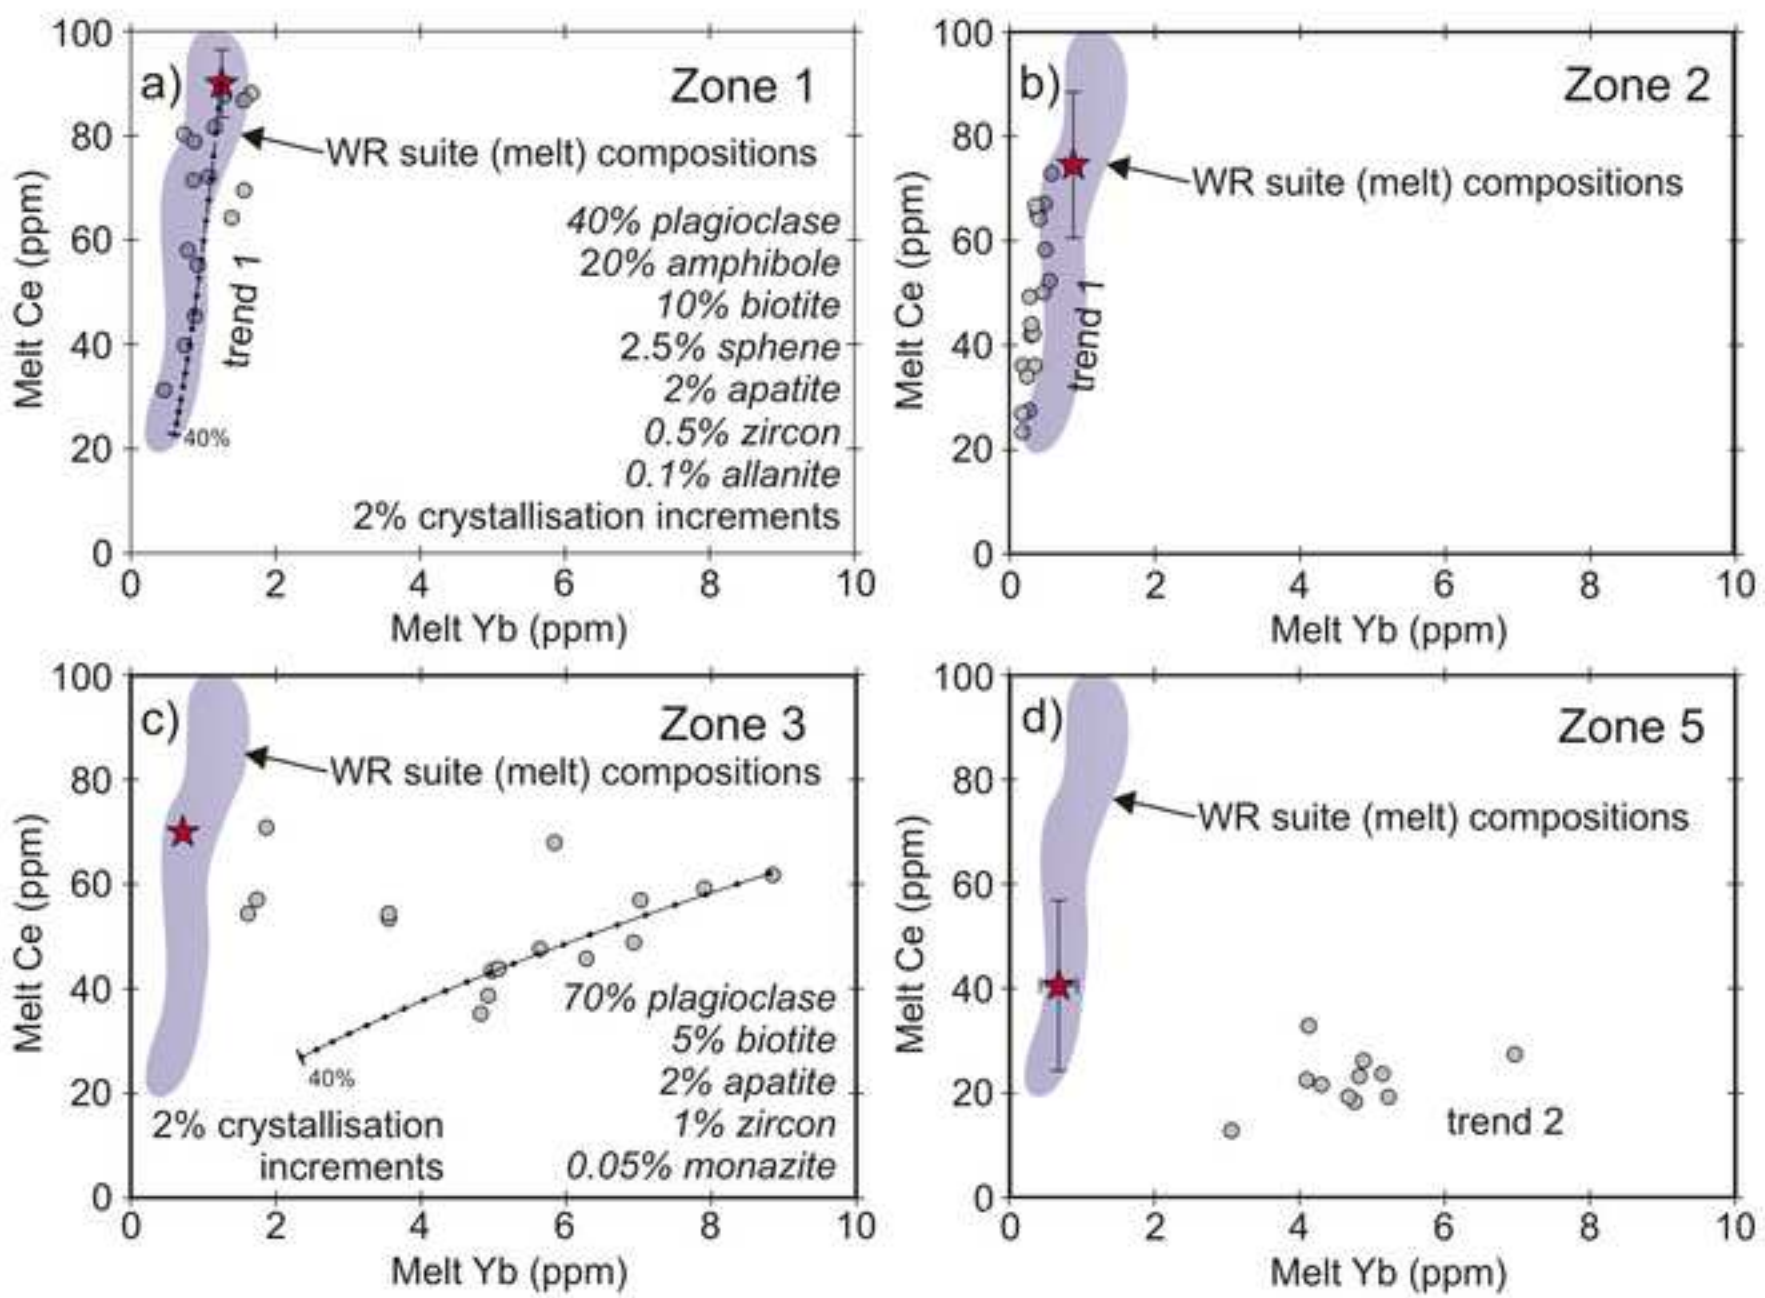 100
80
60
40
20
0
Melt Ce (ppm)
a)
Zone 1
WR suite (melt) compositions
trend 1
40%
40% plagioclase
20% amphibole
10% biotite
2.5% sphene
2% apatite
0.5% zircon
0.1% allanite
2% crystallisation increments
0 2 4 6 8 10
Melt Yb (ppm)
100
80
60
40
20
0
Melt Ce (ppm)
b)
Zone 2
WR suite (melt) compositions
trend 1
0 2 4 6 8 10
Melt Yb (ppm)
100
80
60
40
20
0
Melt Ce (ppm)
c)
Zone 3
WR suite (melt) compositions
40%
70% plagioclase
5% biotite
2% apatite
1% zircon
0.05% monazite
2% crystallisation
increments
0 2 4 6 8 10
Melt Yb (ppm)
100
80
60
40
20
0
Melt Ce (ppm)
d)
Zone 5
WR suite (melt) compositions
trend 2
0 2 4 6 8 10
Melt Yb (ppm)